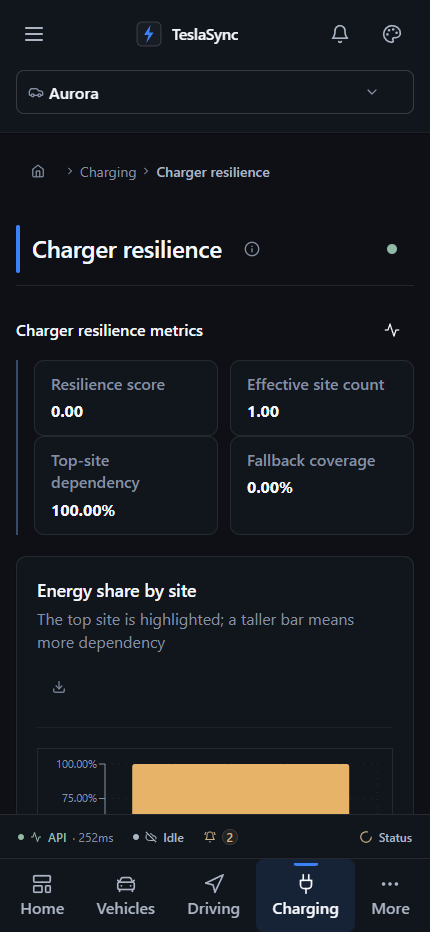 TeslaSync
Aurora
Charging
Charger resilience
Charger resilience
Charger resilience metrics
Resilience score
0.00
Effective site count
1.00
Top-site
dependency
100.00%
Fallback coverage
0.00%
Energy share by site
The top site is highlighted; a taller bar means
more dependency
100.00%
75.00%
API · 252ms
Idle
2
Status
Home
Vehicles
Driving
Charging
More